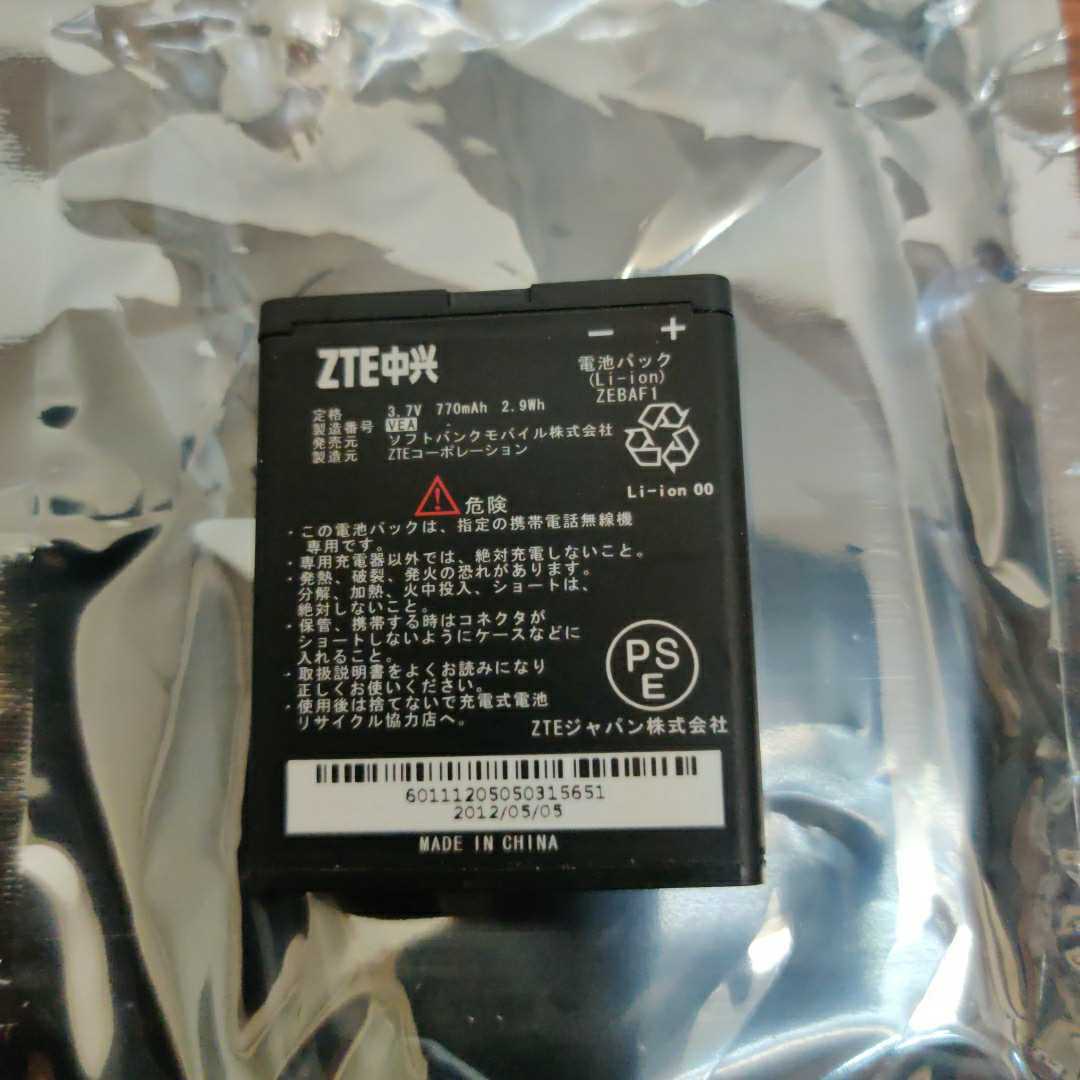 − +
ZTE中兴
電池パック
(Li-ion)
ZEBAF1
定格 3.7V 770mAh 2.9Wh
製造番号 VEA -
発売元 ソフトバンクモバイル株式会社
製造元 ZTEコーポレーション
Li-ion 00
危険
・この電池パックは、指定の携帯電話無線機
専用です。
・専用充電器以外では、絶対充電しないこと。
・発熱、破裂、発火の恐れがあります。
分解、加熱、火中投入、ショートは、
絶対しないこと。
・保管、携帯する時はコネクタが
ショートしないようにケースなどに
入れること。
・取扱説明書をよくお読みになり
正しくお使いください。
・使用後は捨てないで充電式電池
リサイクル協力店へ。
PS
E
ZTEジャパン株式会社
60111205050315651
2012/05/05
MADE IN CHINA